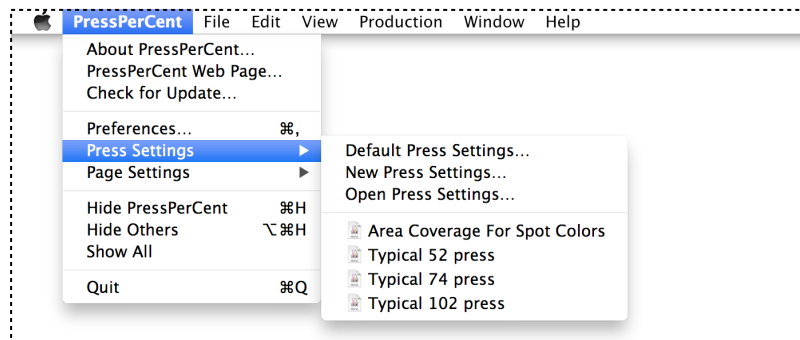 PressPerCent File Edit View Production Window Help
About PressPerCent...
PressPerCent Web Page...
Check for Update...
Preferences... ⌘,
Press Settings ▶
Page Settings ▶
Hide PressPerCent ⌘H
Hide Others ⌥⌘H
Show All
Quit ⌘Q
Default Press Settings...
New Press Settings...
Open Press Settings...
Area Coverage For Spot Colors
Typical 52 press
Typical 74 press
Typical 102 press